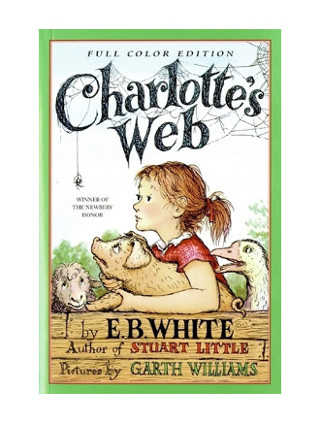 FULL COLOR EDITION
Charlotte's
Web
WINNER OF
THE NEWBERY
HONOR
by E.B. WHITE
Author of STUART LITTLE
Pictures by GARTH WILLIAMS